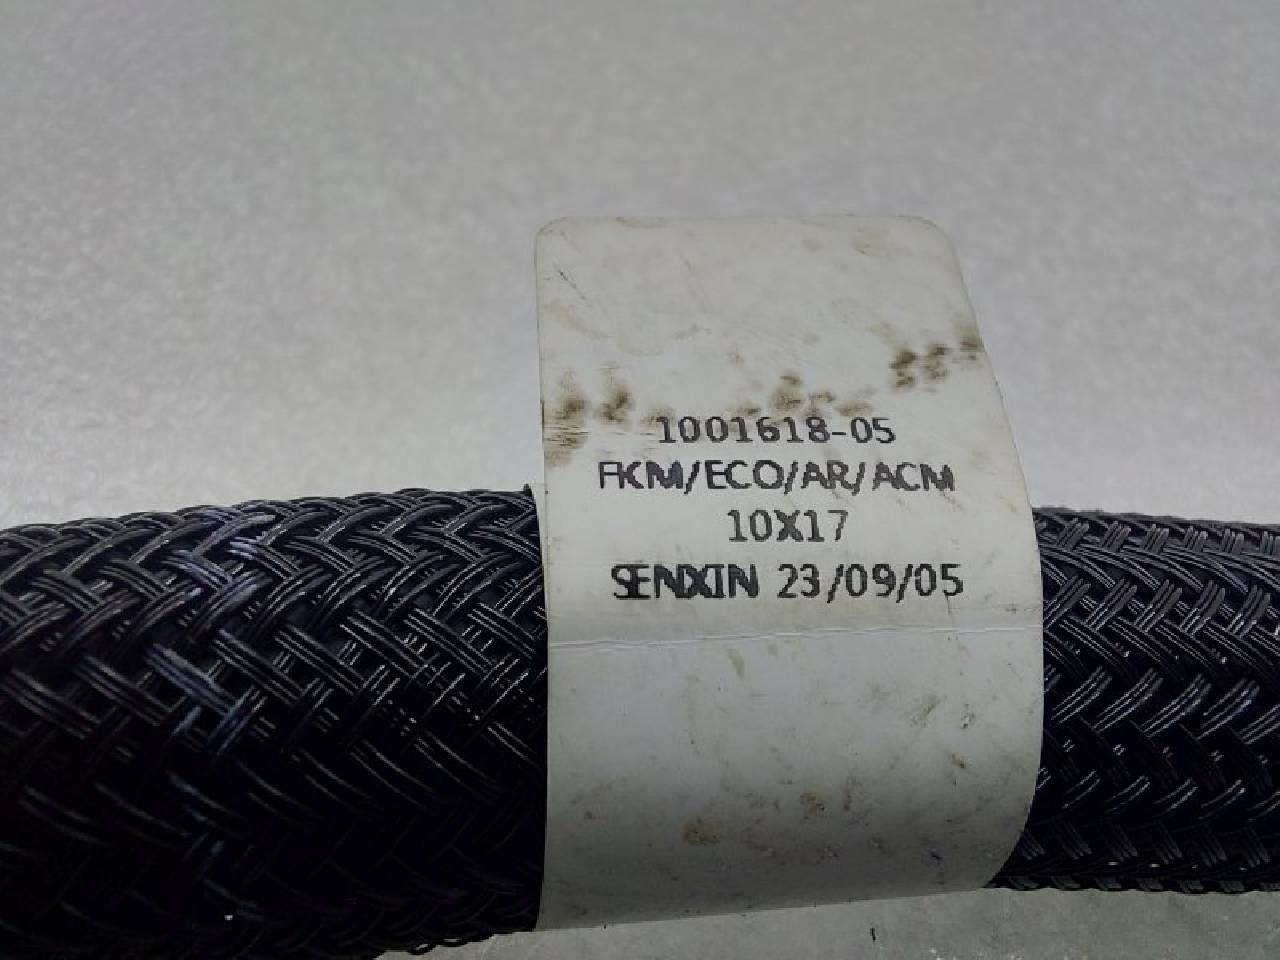 1001618-05
FKM/ECO/AR/ACM
10X17
SENXIN 23/09/05